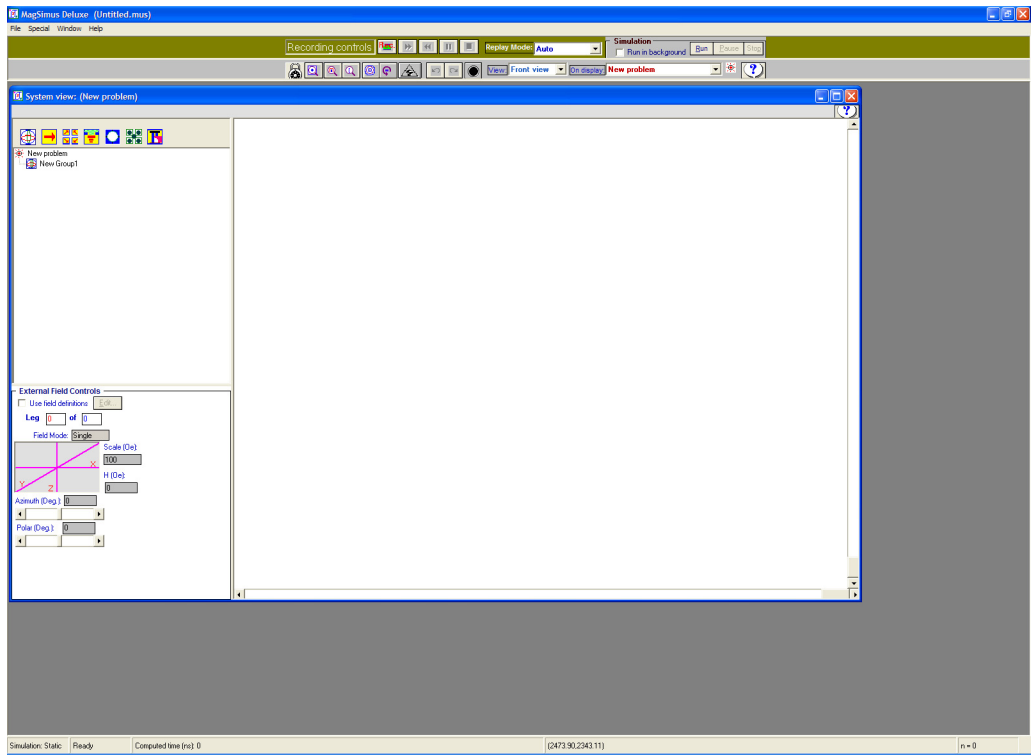 MagSimus Deluxe (Untitled.mus)
File Special Window Help
Recording controls Replay Mode: Auto Simulation Run in background Run Pause Stop
View Front view On display New problem ?
System view: (New problem)
?
New problem
New Group1
External Field Controls
Use field definitions Edit...
Leg 0 of 0
Field Mode: Single
Scale (Oe):
100
X
H (Oe):
Y Z 0
Azimuth (Deg.): 0
Polar (Deg.): 0
Simulation: Static Ready Computed time (ns): 0 (2473.90,2343.11) n = 0